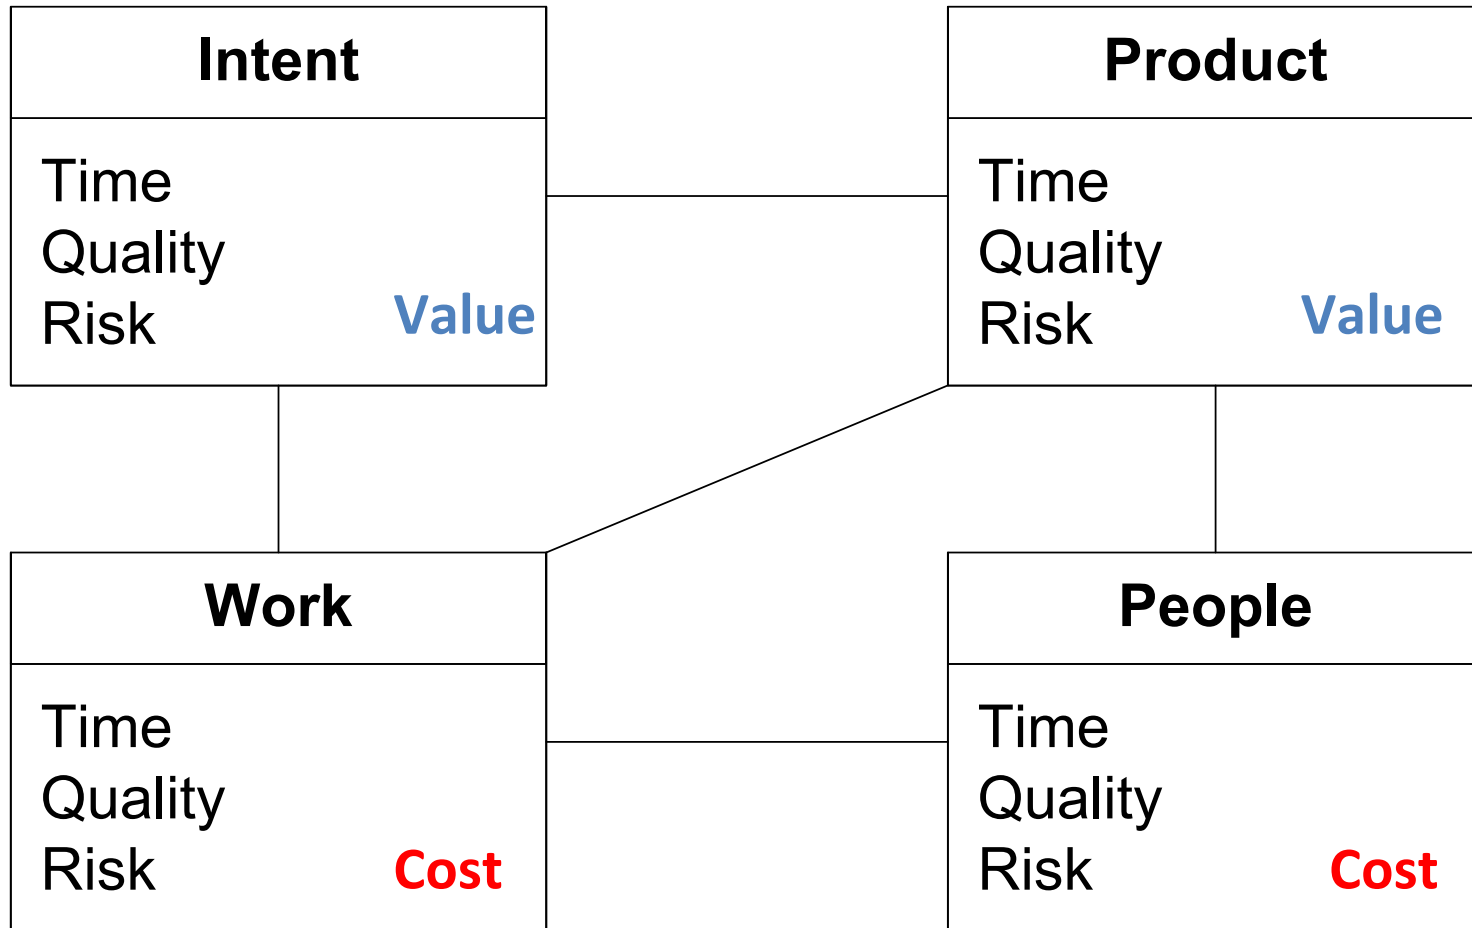 Intent
Time
Quality
Risk
Value
Product
Time
Quality
Risk
Value
Work
Time
Quality
Risk
Cost
People
Time
Quality
Risk
Cost